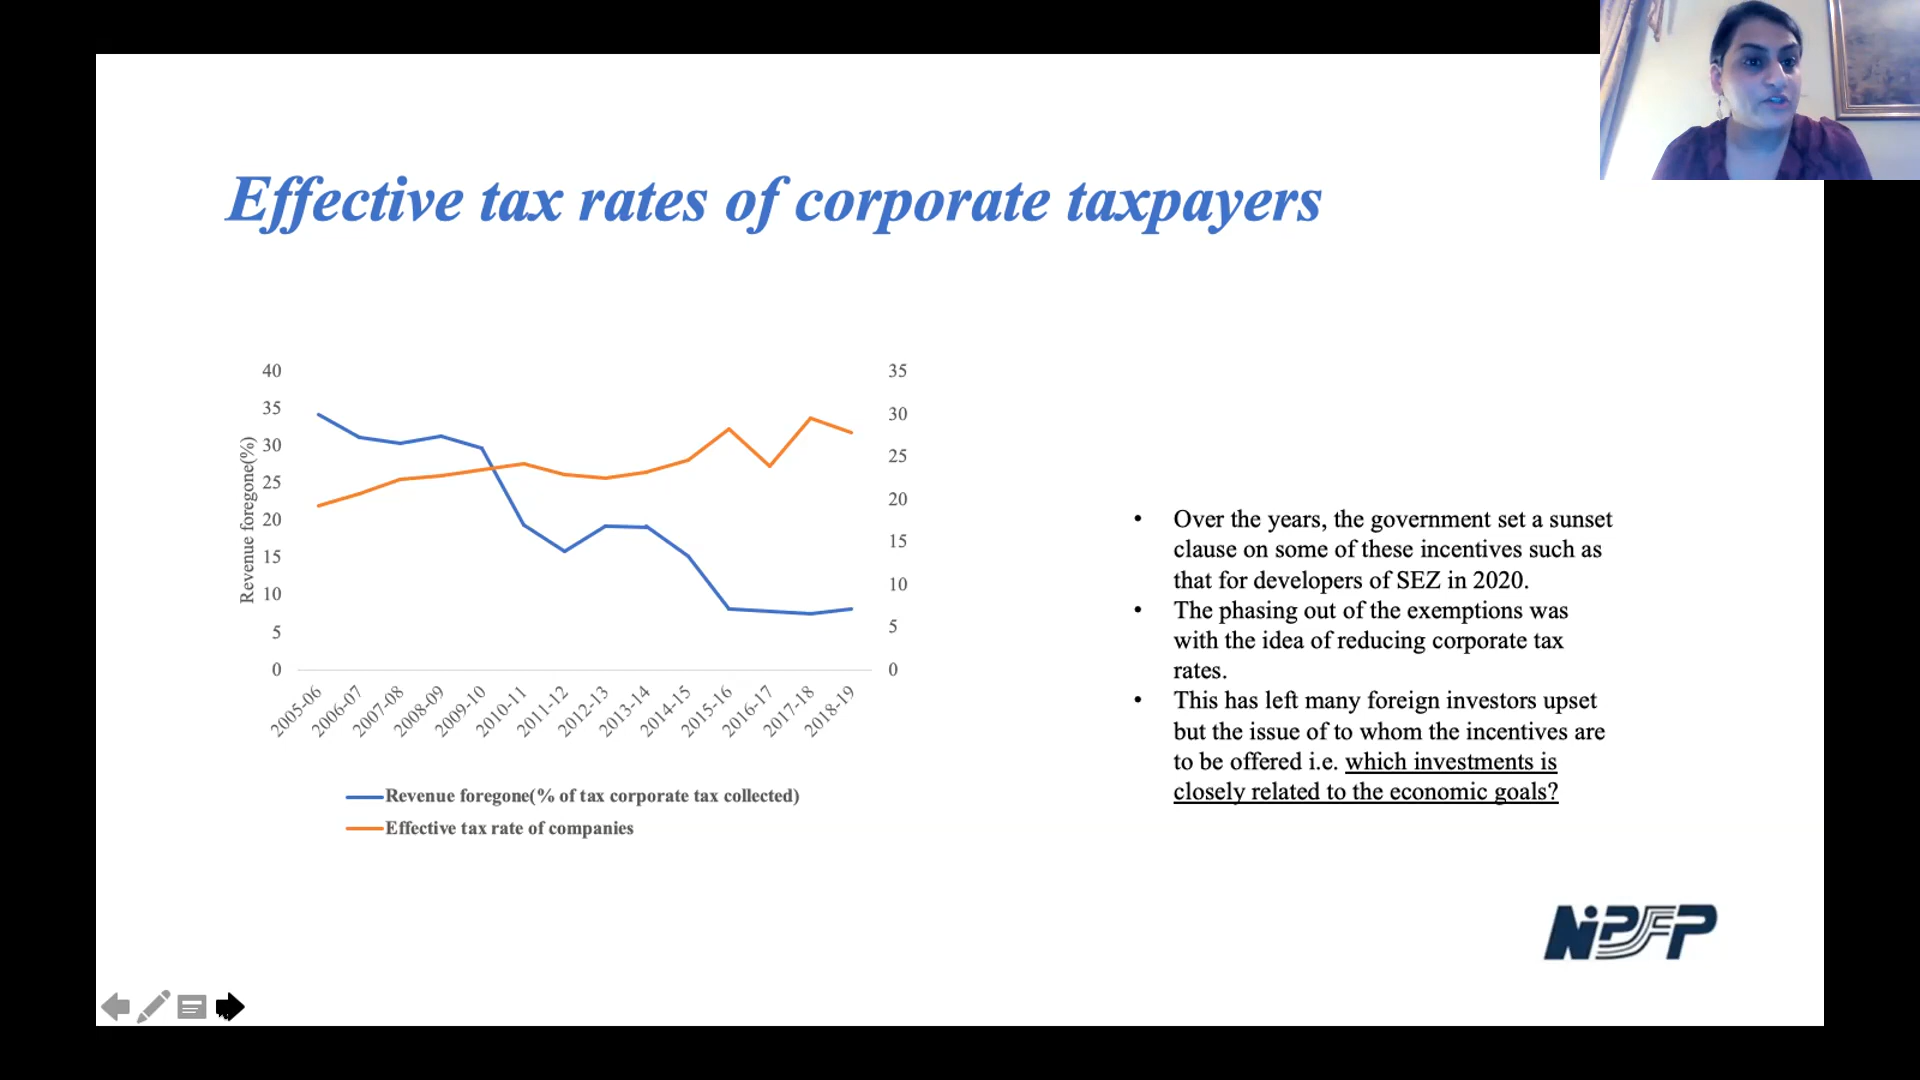 Effective tax rates of corporate taxpayers
40
35
30
25
20
15
10
5
0
Revenue foregone(%)
35
30
25
20
15
10
5
0
2005-06
2006-07
2007-08
2008-09
2009-10
2010-11
2011-12
2012-13
2013-14
2014-15
2015-16
2016-17
2017-18
2018-19
Revenue foregone(% of tax corporate tax collected)
Effective tax rate of companies
• Over the years, the government set a sunset
clause on some of these incentives such as
that for developers of SEZ in 2020.
• The phasing out of the exemptions was
with the idea of reducing corporate tax
rates.
• This has left many foreign investors upset
but the issue of to whom the incentives are
to be offered i.e. which investments is
closely related to the economic goals?
NIPFP